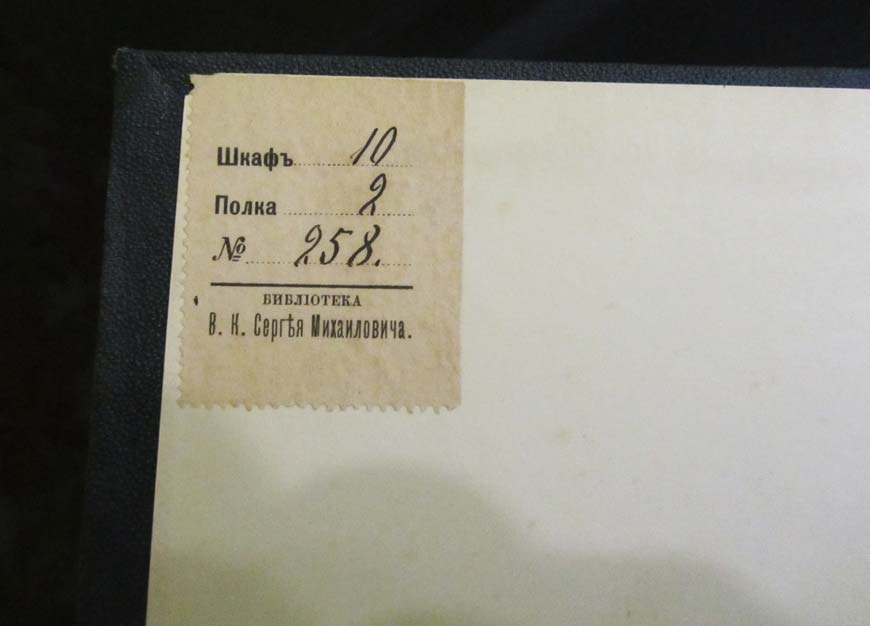 Шкафъ 10
Полка 2
№ 258.
БИБЛІОТЕКА
В. К. Сергѣя Михаиловича.